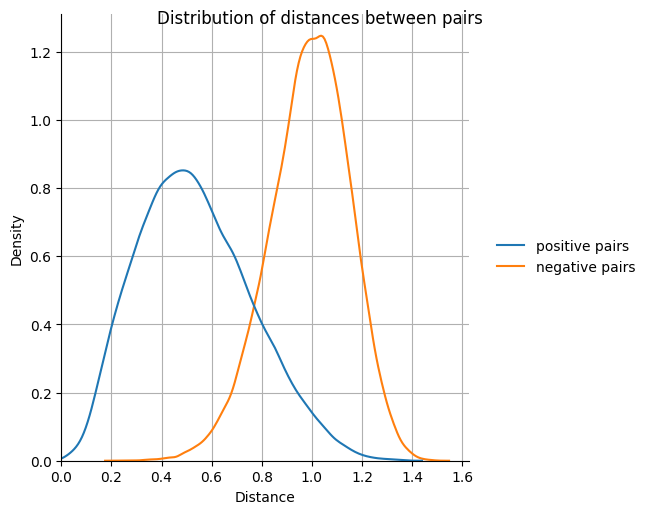 Distribution of distances between pairs
1.2
1.0
0.8
0.6
0.4
0.2
0.0
Density
0.0 0.2 0.4 0.6 0.8 1.0 1.2 1.4 1.6
Distance
positive pairs
negative pairs